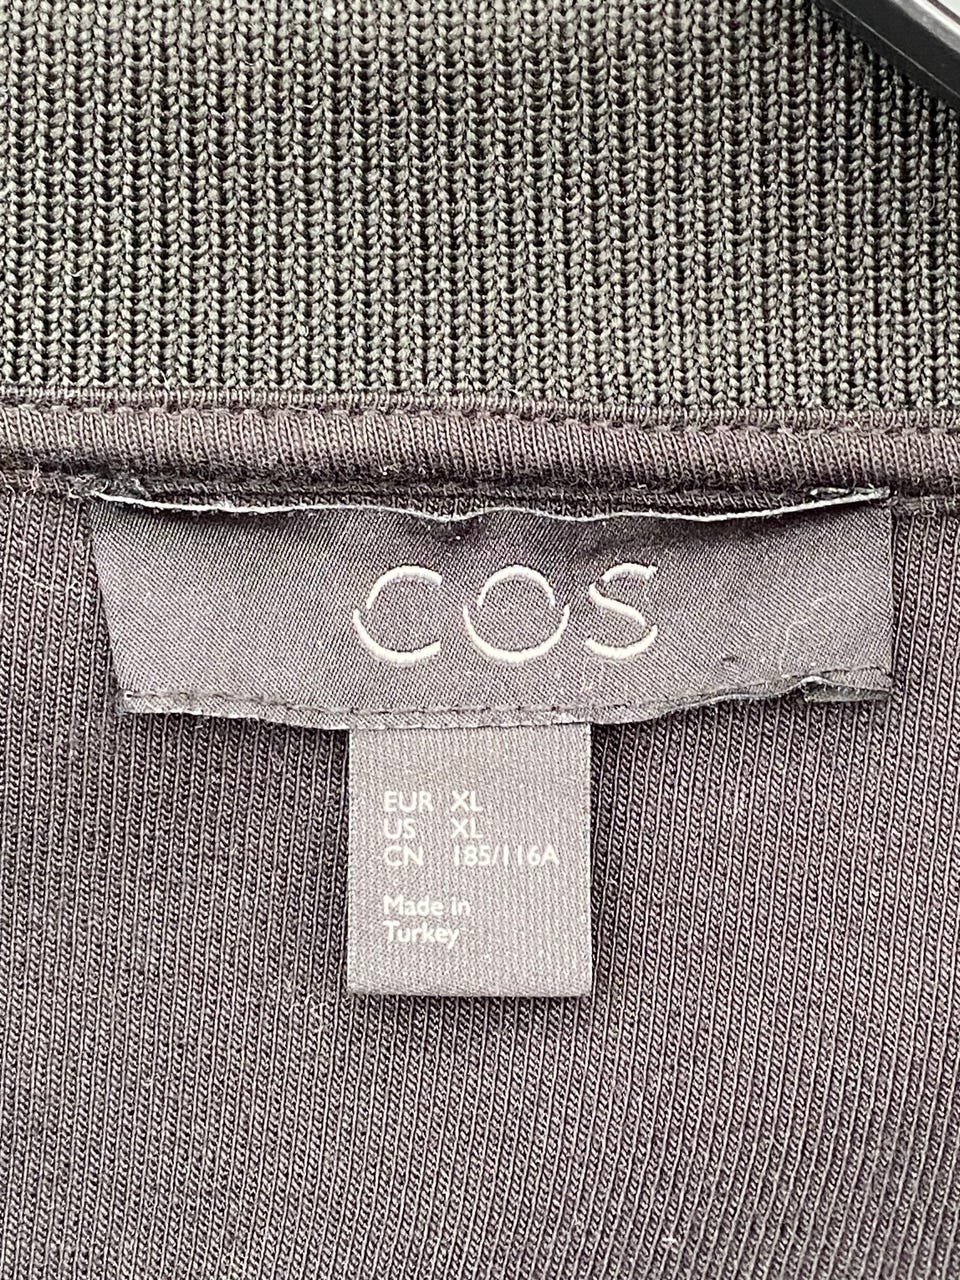 COS
EUR XL
US XL
CN 185/116A
Made in
Turkey